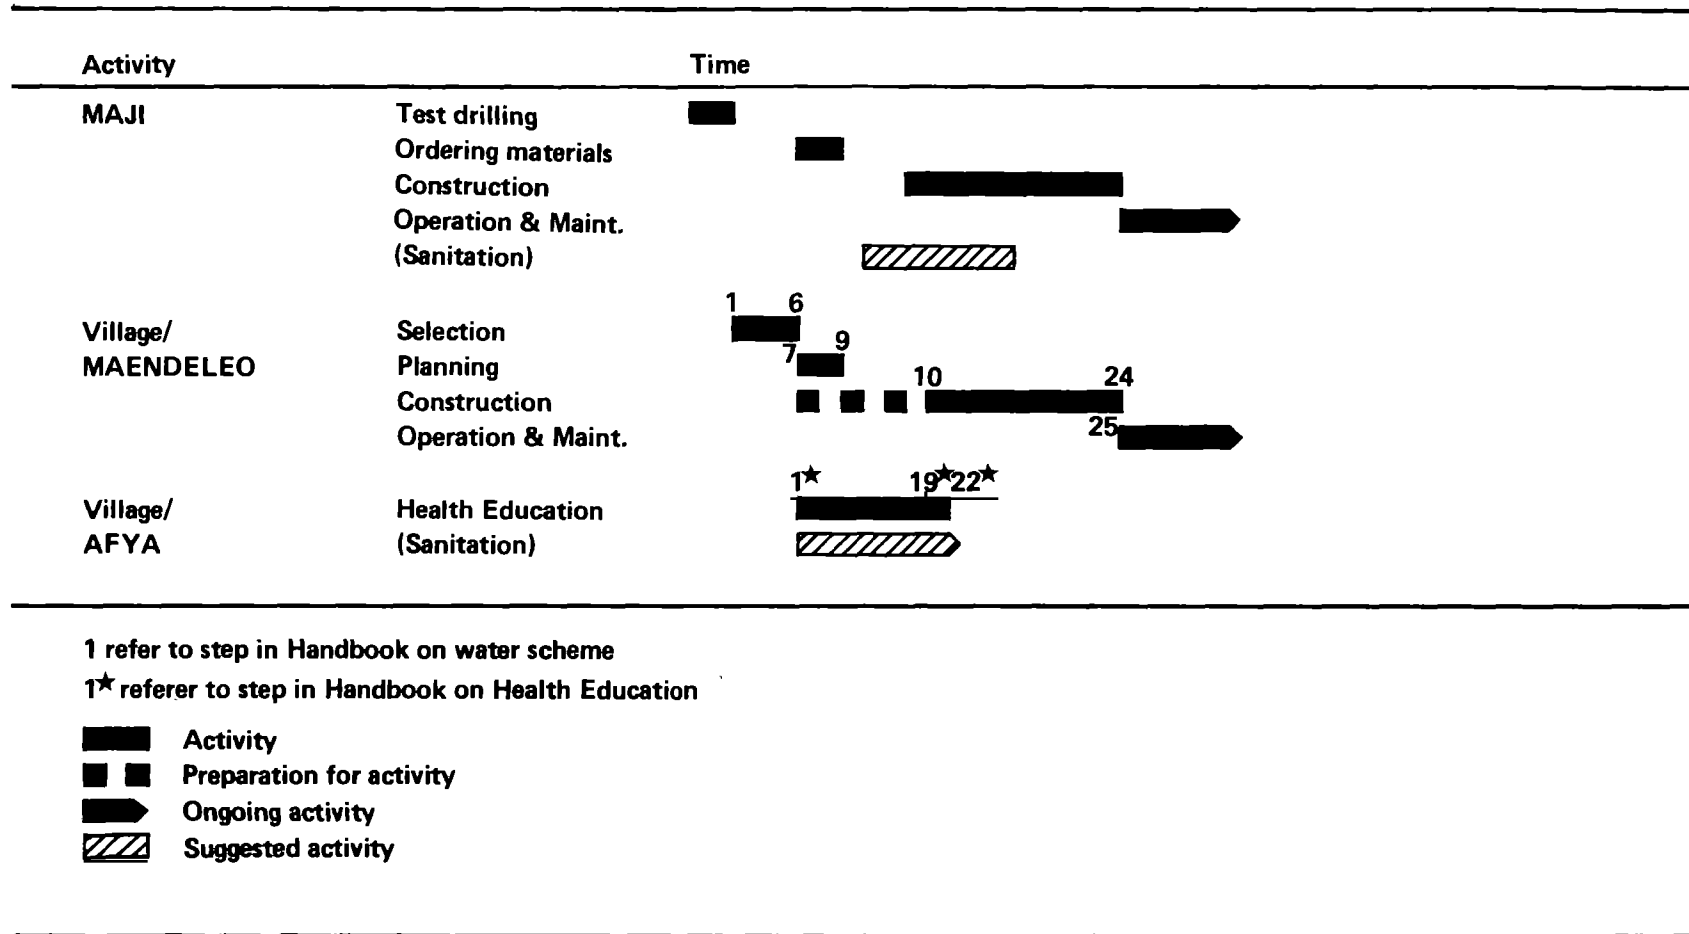 Activity Time
MAJI Test drilling
Ordering materials
Construction
Operation & Maint.
(Sanitation)
1 6
Village/ Selection
9
7
MAENDELEO Planning
10 24
Construction
25
Operation & Maint.
1★ 19★22★
Village/ Health Education
AFYA (Sanitation)
1 refer to step in Handbook on water scheme
1★ referer to step in Handbook on Health Education
Activity
Preparation for activity
Ongoing activity
Suggested activity